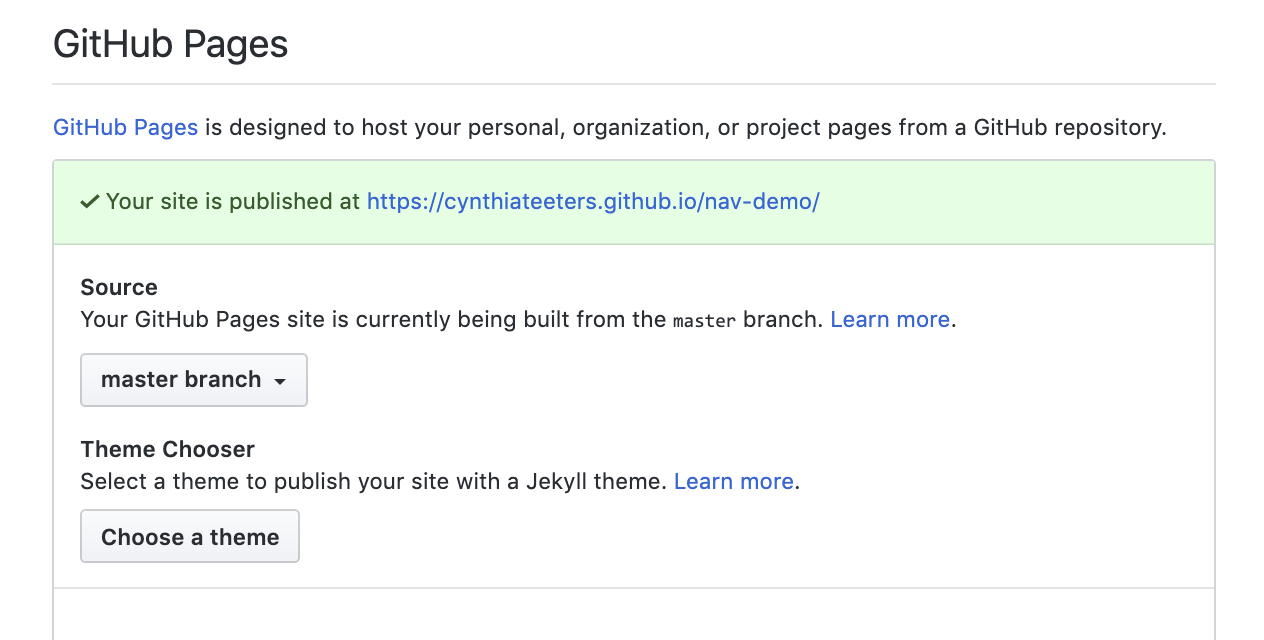 GitHub Pages
GitHub Pages is designed to host your personal, organization, or project pages from a GitHub repository.
Your site is published at https://cynthiateeters.github.io/nav-demo/
Source
Your GitHub Pages site is currently being built from the master branch. Learn more.
master branch
Theme Chooser
Select a theme to publish your site with a Jekyll theme. Learn more.
Choose a theme